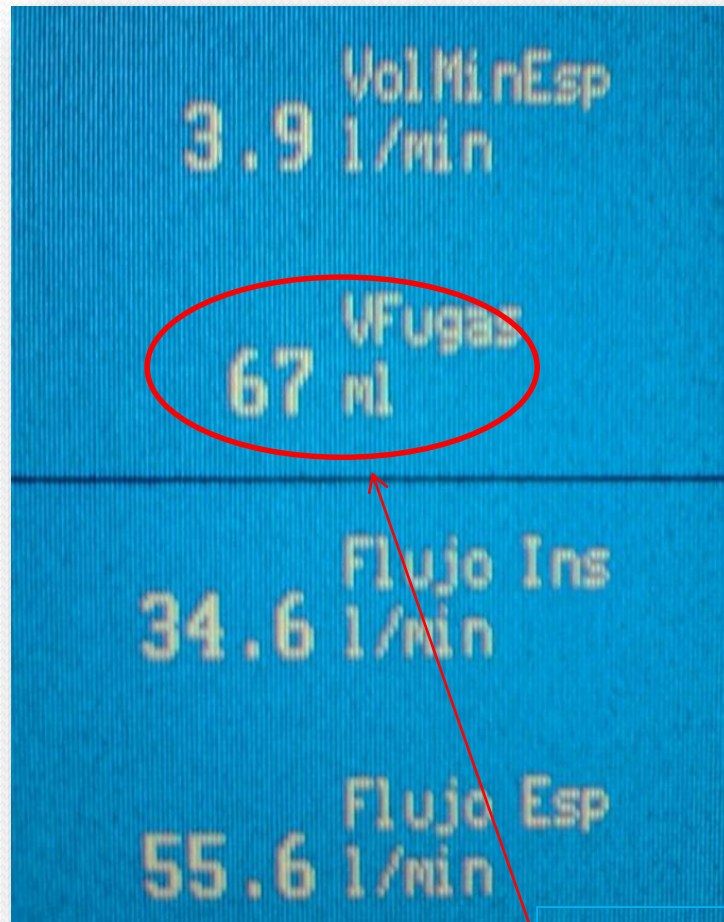 VolMinEsp
3.9 l/min
VFugas
67 ml
Flujo Ins
34.6 l/min
Flujo Esp
55.6 l/min